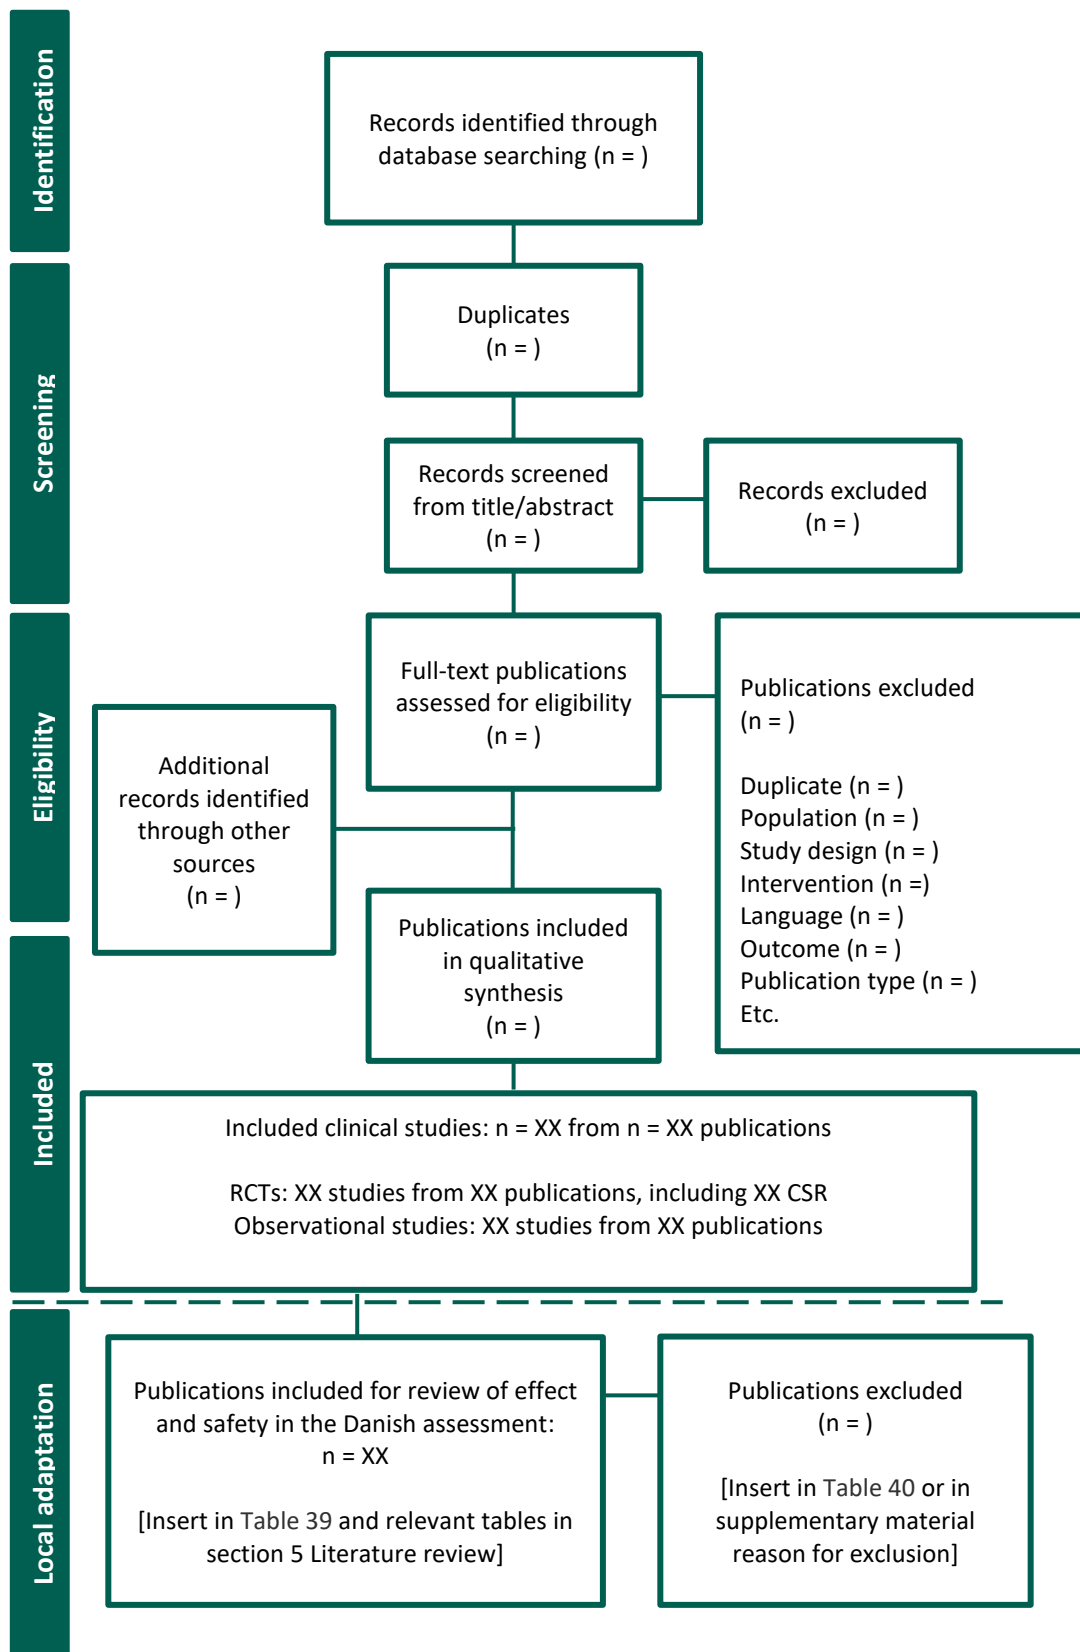 Identification
Records identified through
database searching (n = )
Screening
Duplicates
(n = )
Records screened
from title/abstract
(n = )
Records excluded
(n = )
Eligibility
Full-text publications
assessed for eligibility
(n = )
Publications excluded
(n = )
Duplicate (n = )
Population (n = )
Study design (n = )
Intervention (n =)
Language (n = )
Outcome (n = )
Publication type (n = )
Etc.
Additional
records identified
through other
sources
(n = )
Included
Publications included
in qualitative
synthesis
(n = )
Included clinical studies: n = XX from n = XX publications
RCTs: XX studies from XX publications, including XX CSR
Observational studies: XX studies from XX publications
Local adaptation
Publications included for review of effect
and safety in the Danish assessment:
n = XX
[Insert in Table 39 and relevant tables in
section 5 Literature review]
Publications excluded
(n = )
[Insert in Table 40 or in
supplementary material
reason for exclusion]